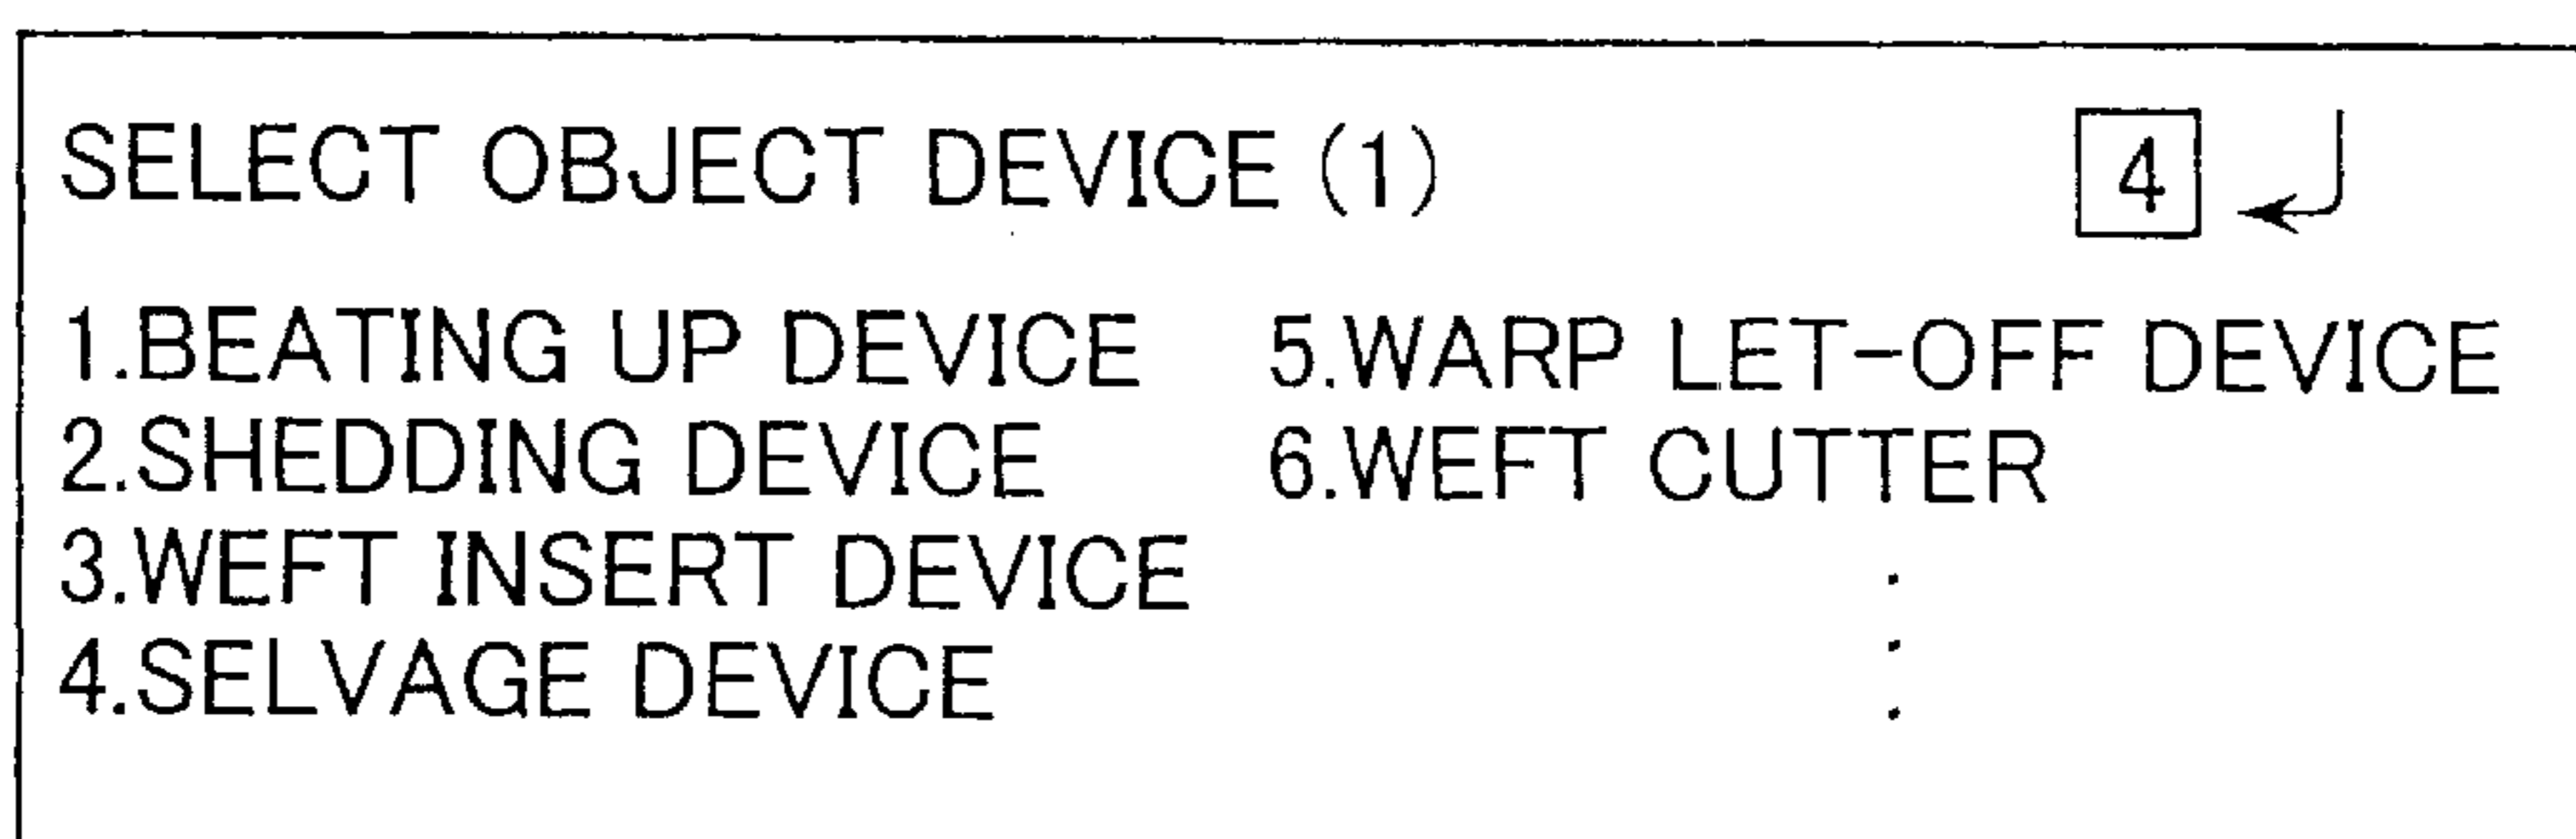 SELECT OBJECT DEVICE (1) 4
1.BEATING UP DEVICE 5.WARP LET-OFF DEVICE
2.SHEDDING DEVICE 6.WEFT CUTTER
3.WEFT INSERT DEVICE
4.SELVAGE DEVICE